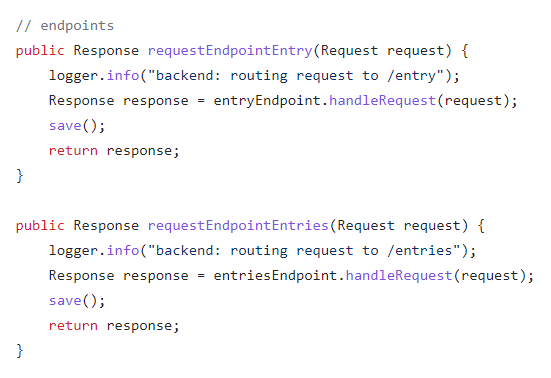 // endpoints
public Response requestEndpointEntry(Request request) {
    logger.info("backend: routing request to /entry");
    Response response = entryEndpoint.handleRequest(request);
    save();
    return response;
}

public Response requestEndpointEntries(Request request) {
    logger.info("backend: routing request to /entries");
    Response response = entriesEndpoint.handleRequest(request);
    save();
    return response;
}